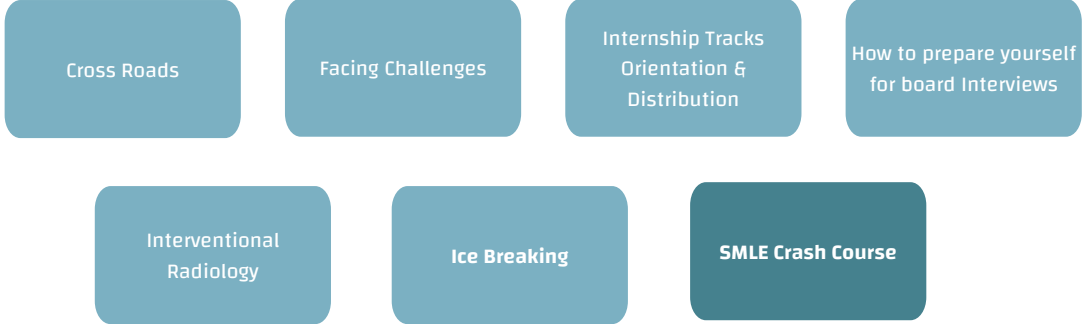 Cross Roads
Facing Challenges
Internship Tracks
Orientation &
Distribution
How to prepare yourself
for board Interviews
Interventional
Radiology
Ice Breaking
SMLE Crash Course